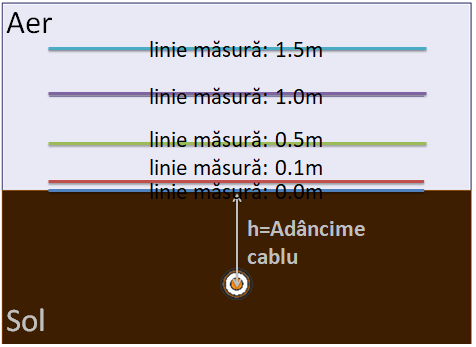 Aer
linie măsură: 1.5m
linie măsură: 1.0m
linie măsură: 0.5m
linie măsură: 0.1m
linie măsură: 0.0m
h=Adâncime
cablu
Sol